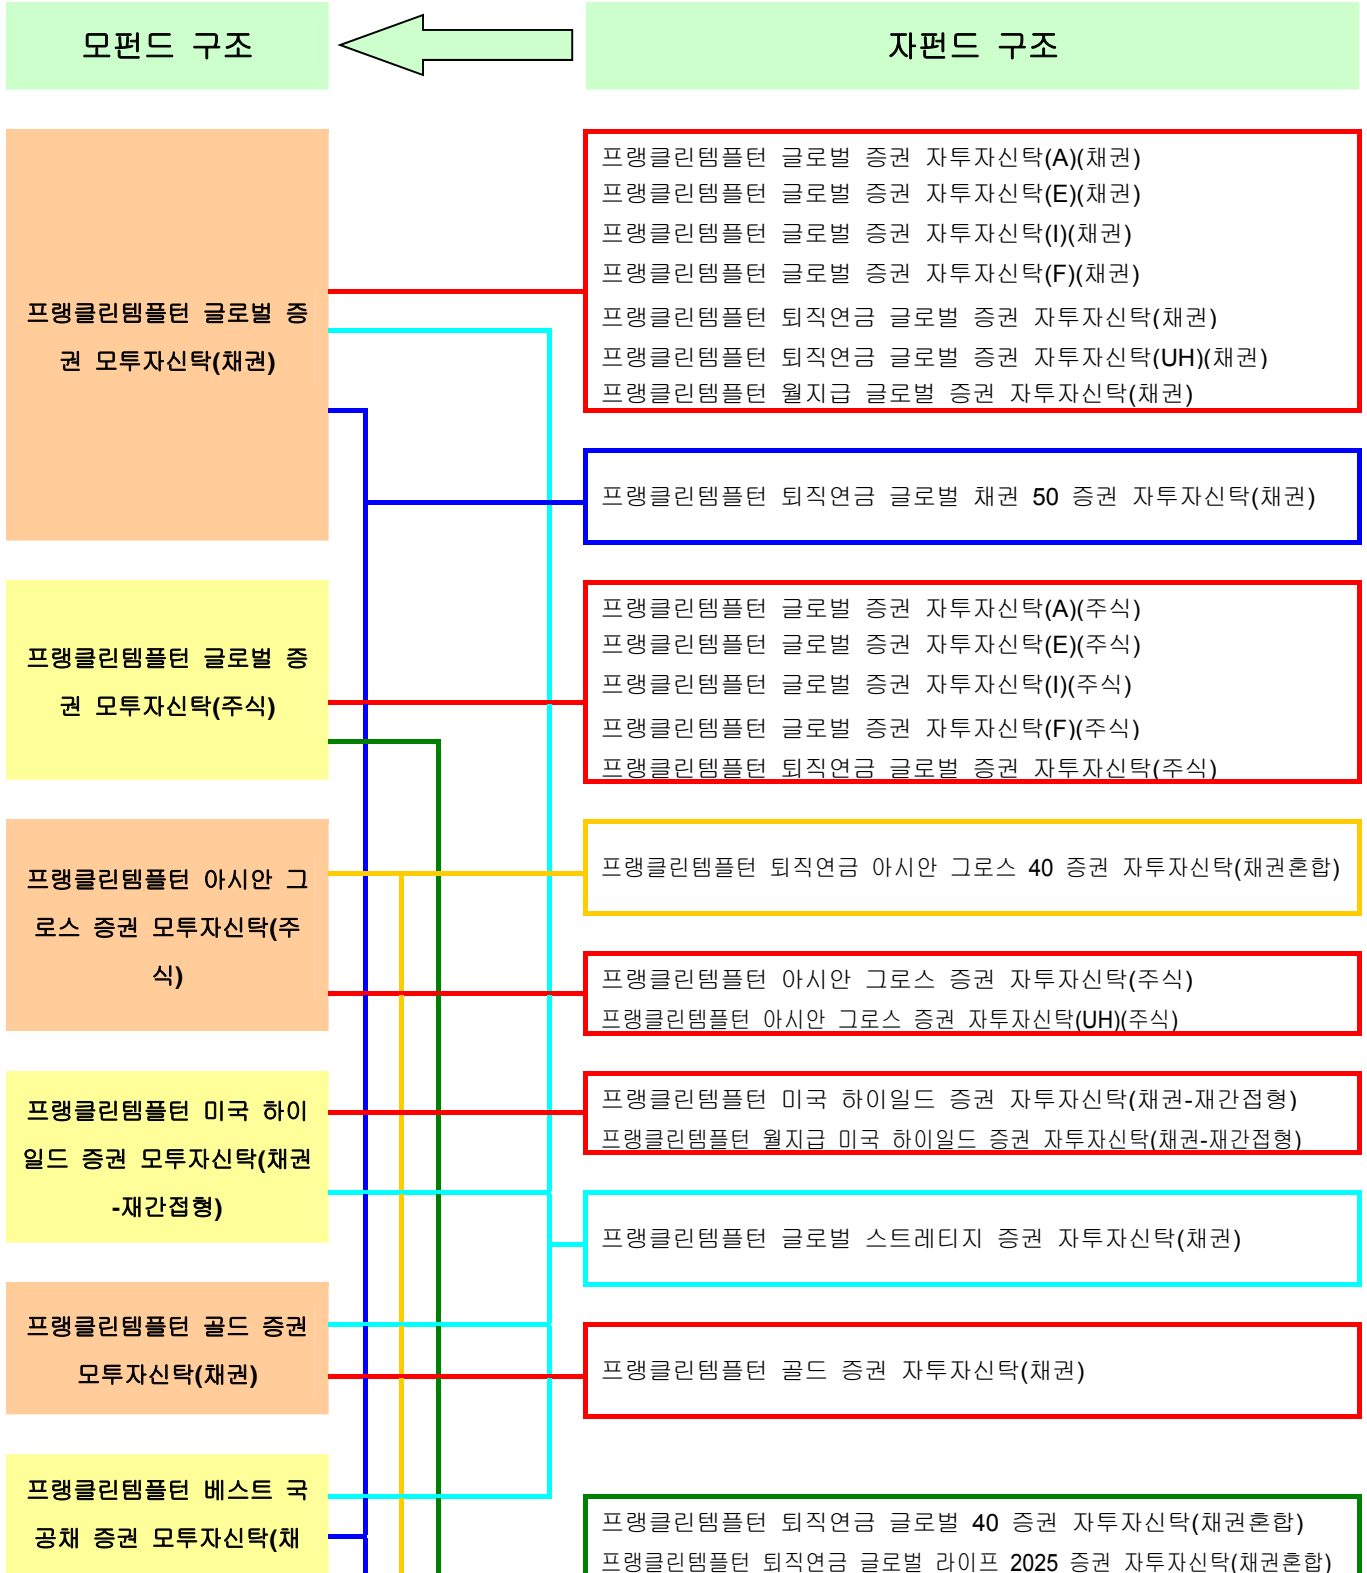 모펀드 구조
자펀드 구조
프랭클린템플턴 글로벌 증
권 모투자신탁(채권)
프랭클린템플턴 글로벌 증권 자투자신탁(A)(채권)
프랭클린템플턴 글로벌 증권 자투자신탁(E)(채권)
프랭클린템플턴 글로벌 증권 자투자신탁(I)(채권)
프랭클린템플턴 글로벌 증권 자투자신탁(F)(채권)
프랭클린템플턴 퇴직연금 글로벌 증권 자투자신탁(채권)
프랭클린템플턴 퇴직연금 글로벌 증권 자투자신탁(UH)(채권)
프랭클린템플턴 월지급 글로벌 증권 자투자신탁(채권)
프랭클린템플턴 퇴직연금 글로벌 채권 50 증권 자투자신탁(채권)
프랭클린템플턴 글로벌 증
권 모투자신탁(주식)
프랭클린템플턴 글로벌 증권 자투자신탁(A)(주식)
프랭클린템플턴 글로벌 증권 자투자신탁(E)(주식)
프랭클린템플턴 글로벌 증권 자투자신탁(I)(주식)
프랭클린템플턴 글로벌 증권 자투자신탁(F)(주식)
프랭클린템플턴 퇴직연금 글로벌 증권 자투자신탁(주식)
프랭클린템플턴 아시안 그
로스 증권 모투자신탁(주
식)
프랭클린템플턴 퇴직연금 아시안 그로스 40 증권 자투자신탁(채권혼합)
프랭클린템플턴 아시안 그로스 증권 자투자신탁(주식)
프랭클린템플턴 아시안 그로스 증권 자투자신탁(UH)(주식)
프랭클린템플턴 미국 하이
일드 증권 모투자신탁(채권
-재간접형)
프랭클린템플턴 미국 하이일드 증권 자투자신탁(채권-재간접형)
프랭클린템플턴 월지급 미국 하이일드 증권 자투자신탁(채권-재간접형)
프랭클린템플턴 글로벌 스트레티지 증권 자투자신탁(채권)
프랭클린템플턴 골드 증권
모투자신탁(채권)
프랭클린템플턴 골드 증권 자투자신탁(채권)
프랭클린템플턴 베스트 국
공채 증권 모투자신탁(채
프랭클린템플턴 퇴직연금 글로벌 40 증권 자투자신탁(채권혼합)
프랭클린템플턴 퇴직연금 글로벌 라이프 2025 증권 자투자신탁(채권혼합)